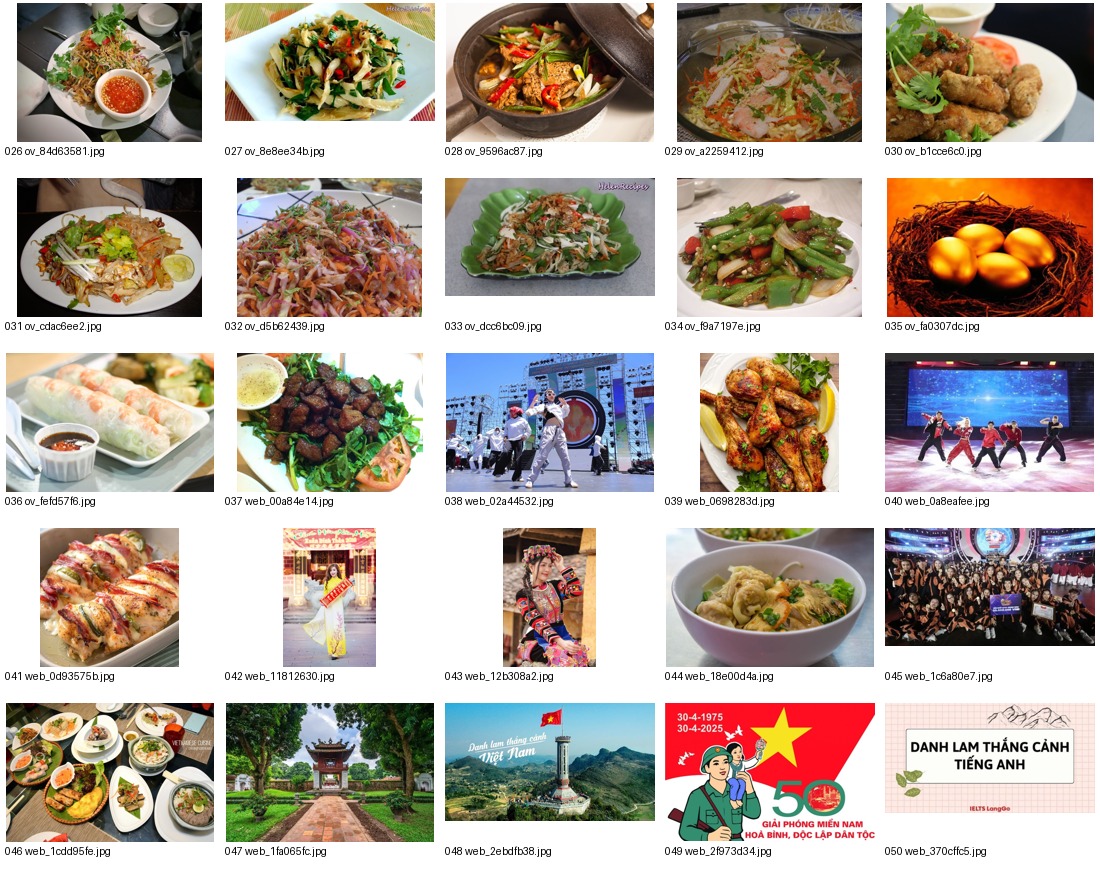 HelenRecipes
026 ov_84d63581.jpg
027 ov_8e8ee34b.jpg
028 ov_9596ac87.jpg
029 ov_a2259412.jpg
030 ov_b1cce6c0.jpg
HelenRecipes
031 ov_cdac6ee2.jpg
032 ov_d5b62439.jpg
033 ov_dcc6bc09.jpg
034 ov_f9a7197e.jpg
035 ov_fa0307dc.jpg
036 ov_fefd57f6.jpg
037 web_00a84e14.jpg
038 web_02a44532.jpg
039 web_0698283d.jpg
040 web_0a8eafee.jpg
041 web_0d93575b.jpg
042 web_11812630.jpg
043 web_12b308a2.jpg
044 web_18e00d4a.jpg
045 web_1c6a80e7.jpg
VIETNAMESE CUISINE
Danh lam thắng cảnh
Việt Nam
30-4-1975
30-4-2025
50
GIẢI PHÓNG MIỀN NAM
HOÀ BÌNH, ĐỘC LẬP DÂN TỘC
DANH LAM THẮNG CẢNH
TIẾNG ANH
IELTS LangGo
046 web_1cdd95fe.jpg
047 web_1fa065fc.jpg
048 web_2ebdfb38.jpg
049 web_2f973d34.jpg
050 web_370cffc5.jpg